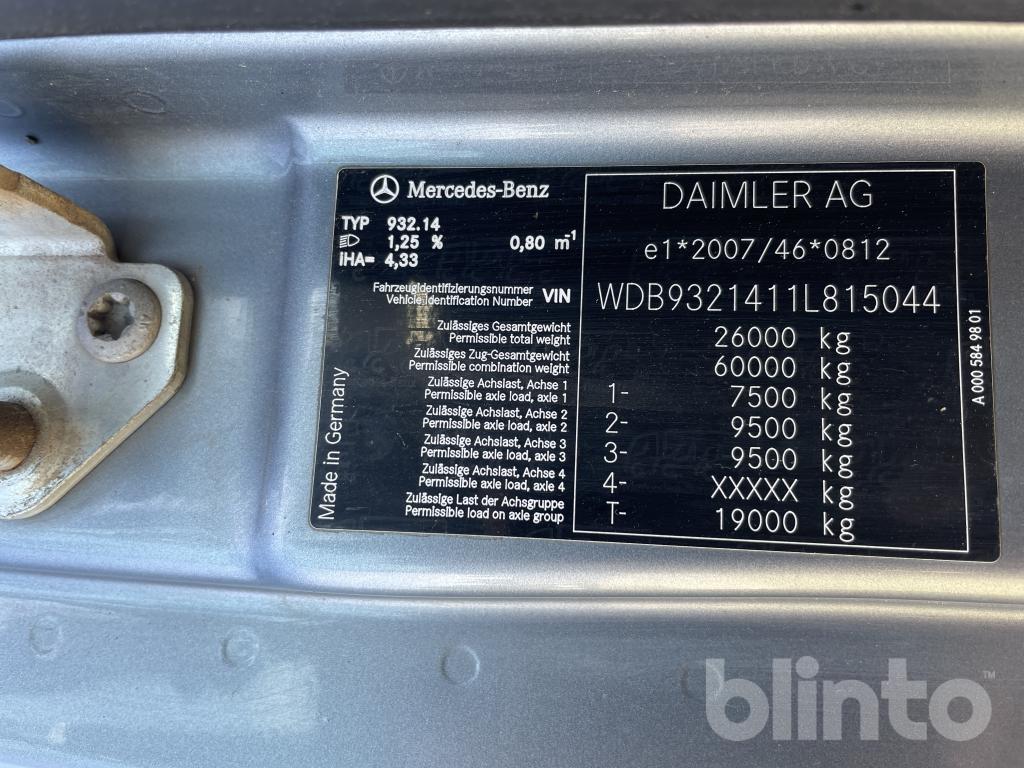 Mercedes-Benz
TYP 932.14
1,25 % 0,80 m⁻¹
IHA= 4,33
DAIMLER AG
e1*2007/46*0812
Fahrzeugidentifizierungsnummer
Vehicle Identification Number VIN WDB9321411L815044
Zulässiges Gesamtgewicht
Permissible total weight 26000 kg
Zulässiges Zug-Gesamtgewicht
Permissible combination weight 60000 kg
Zulässige Achslast, Achse 1
Permissible axle load, axle 1 1- 7500 kg
Zulässige Achslast, Achse 2
Permissible axle load, axle 2 2- 9500 kg
Zulässige Achslast, Achse 3
Permissible axle load, axle 3 3- 9500 kg
Zulässige Achslast, Achse 4
Permissible axle load, axle 4 4- XXXXX kg
Zulässige Last der Achsgruppe
Permissible load on axle group T- 19000 kg
Made in Germany
A 000 584 98 01
blinto™